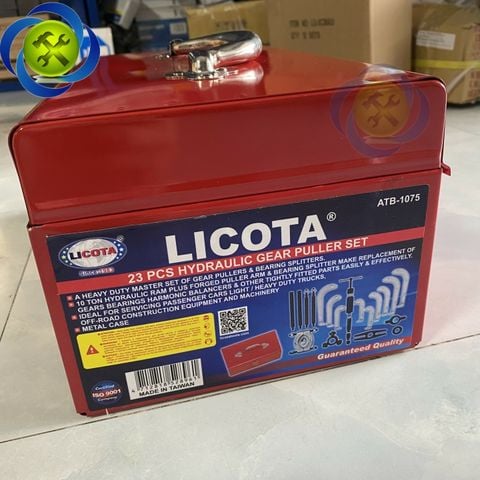 ATB-1075
LICOTA
LICOTA®
23 PCS HYDRAULIC GEAR PULLER SET
• A HEAVY DUTY MASTER SET OF GEAR PULLERS & BEARING SPLITTERS.
• 10 TON HYDRAULIC RAM PLUS FORGED PULLER ARM & BEARING SPLITTER MAKE REPLACEMENT OF
GEARS BEARINGS HARMONIC BALANCERS & OTHER TIGHTLY FITTED PARTS EASILY & EFFECTIVELY.
• IDEAL FOR SERVICING PASSENGER CARS LIGHT / HEAVY DUTY TRUCKS.
OFF-ROAD CONSTRUCTION EQUIPMENT AND MACHINERY
• METAL CASE
Guaranteed Quality
Certified
ISO 9001
Company
MADE IN TAIWAN